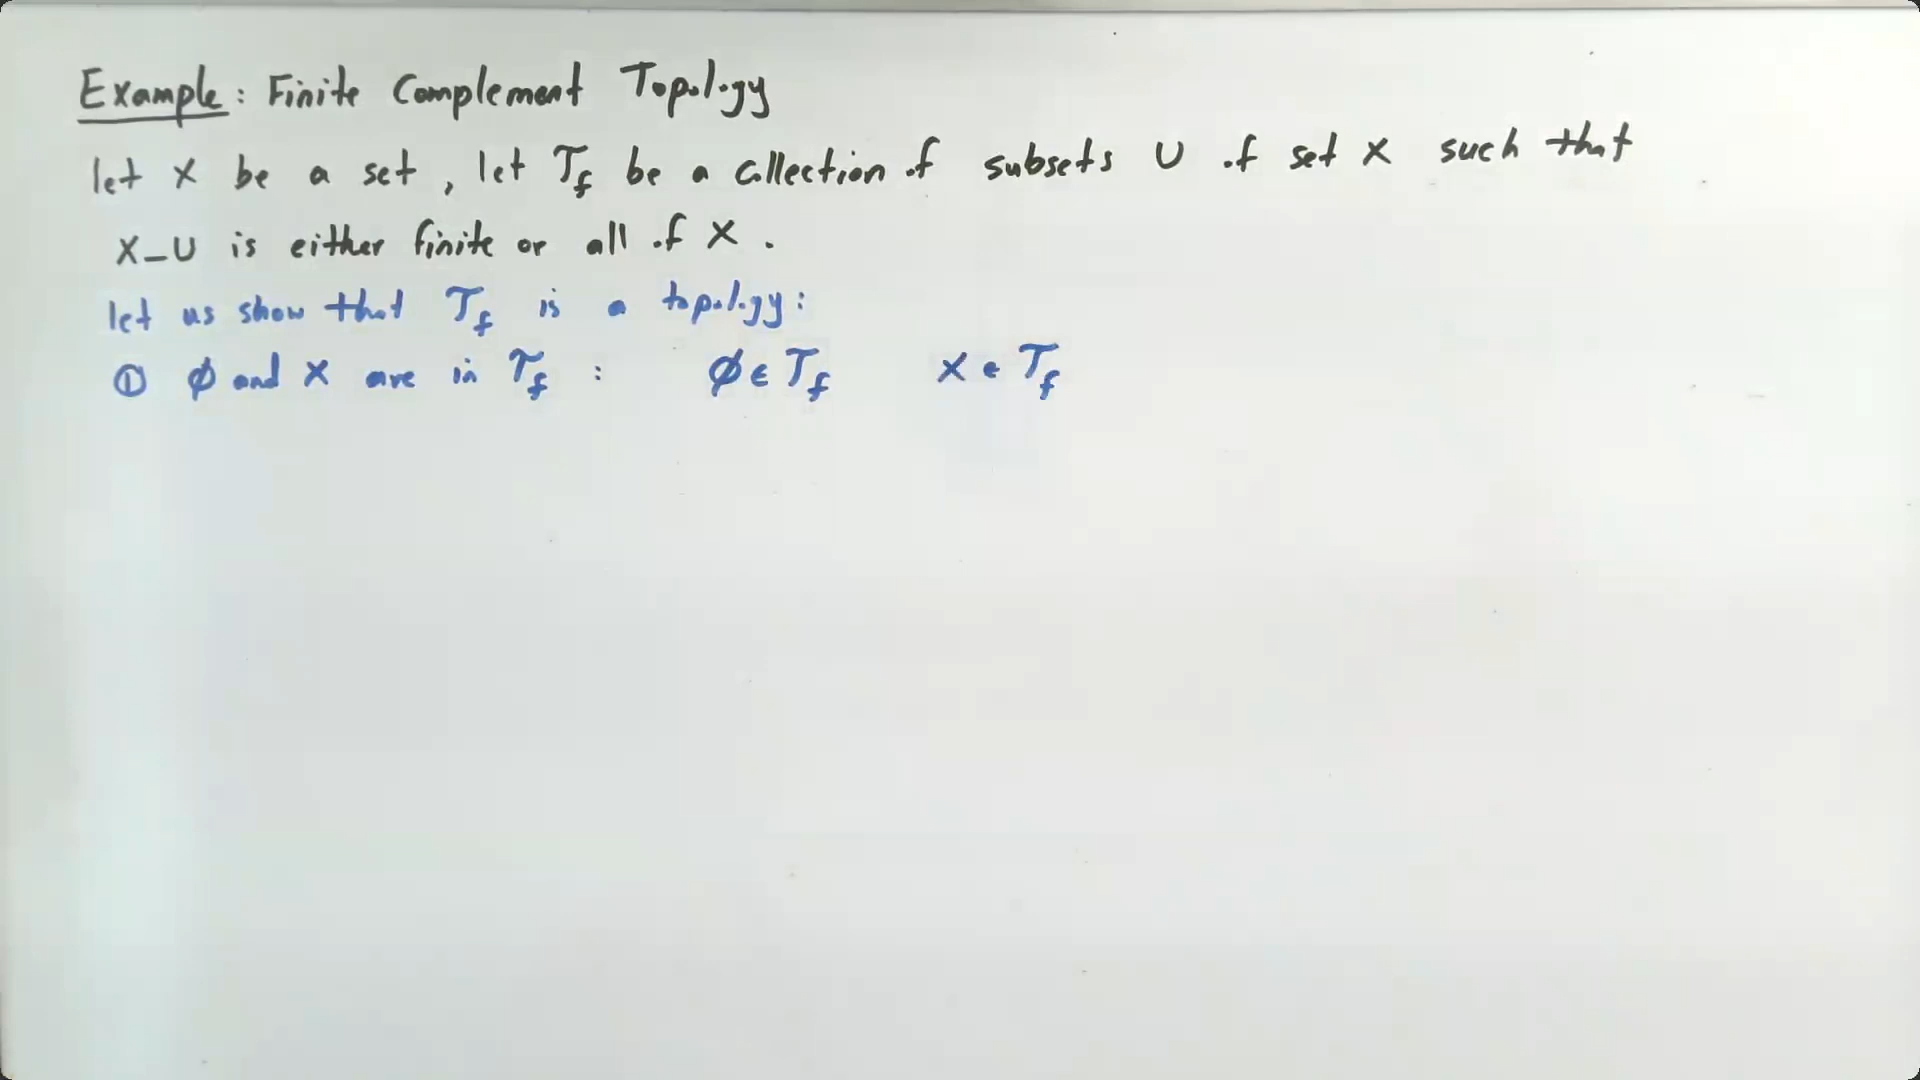 Example: Finite Complement Topology
let X be a set, let T_f be a collection of subsets U of set X such that
X-U is either finite or all of X.
let us show that T_f is a topology:
① ∅ and X are in T_f : ∅ ∈ T_f X ∈ T_f